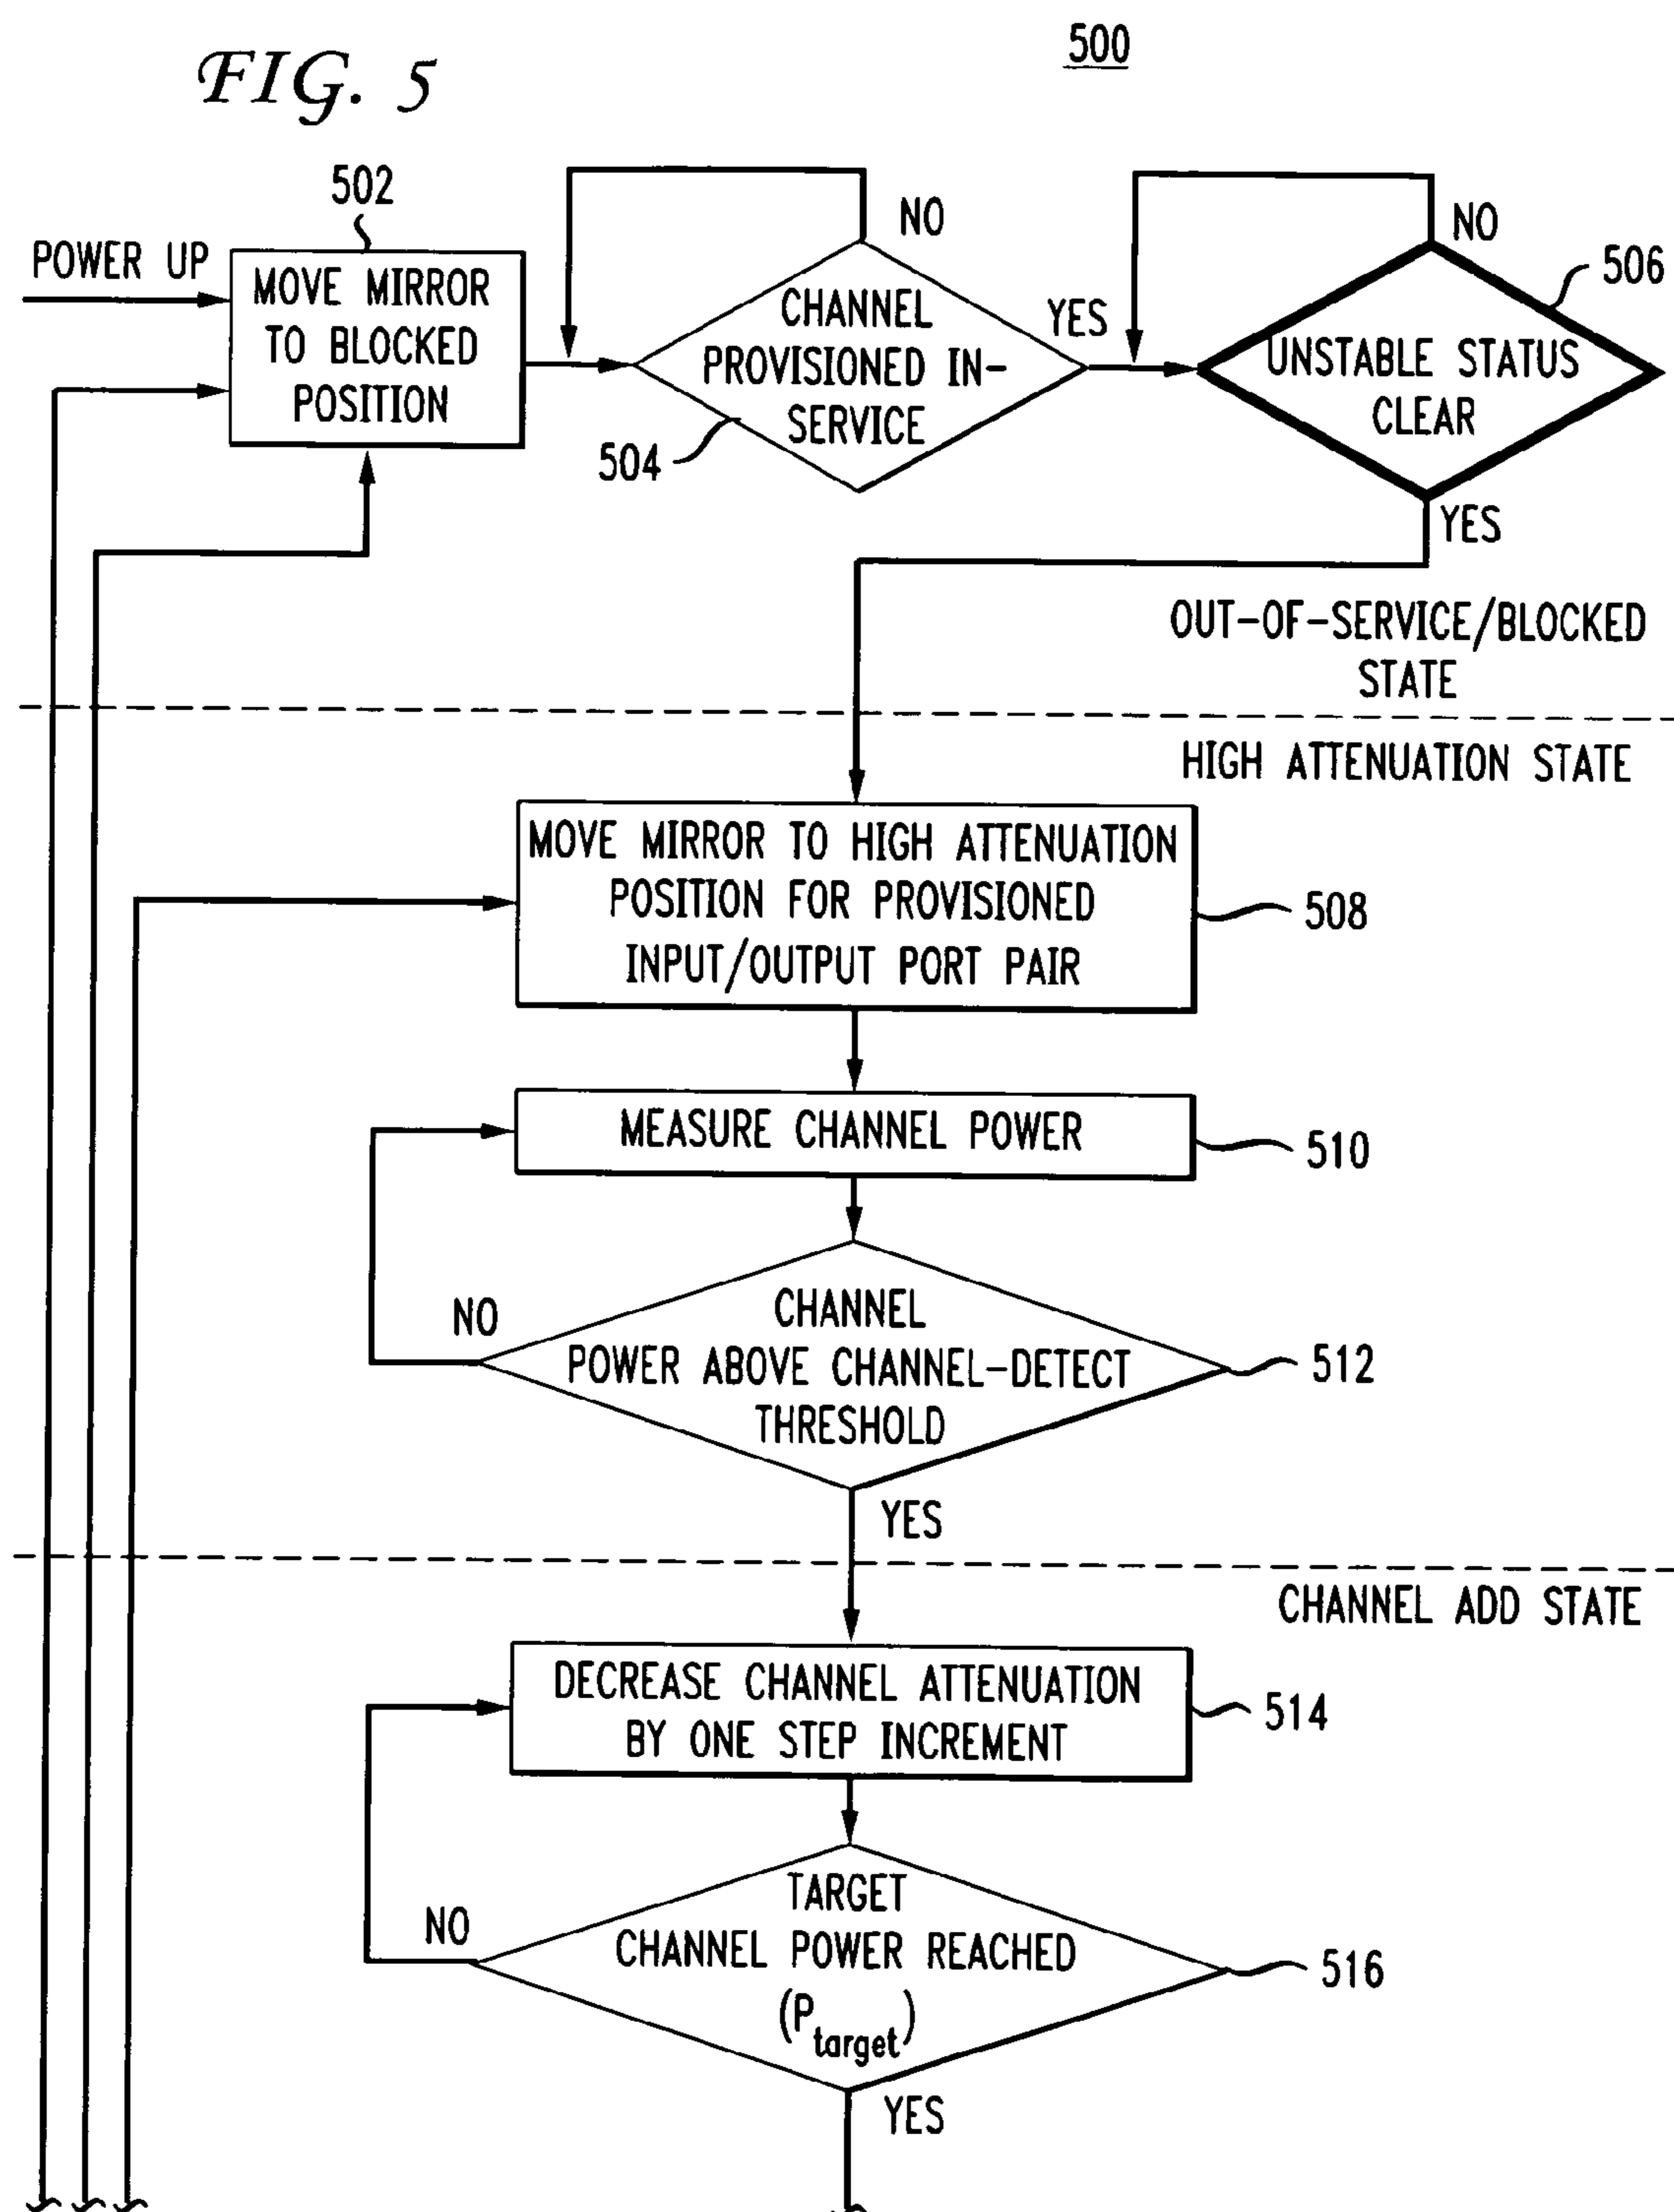 FIG. 5
500
502
POWER UP
MOVE MIRROR
TO BLOCKED
POSITION
NO
CHANNEL
PROVISIONED IN-
SERVICE
504
YES
NO
506
UNSTABLE STATUS
CLEAR
YES
OUT-OF-SERVICE/BLOCKED
STATE
HIGH ATTENUATION STATE
MOVE MIRROR TO HIGH ATTENUATION
POSITION FOR PROVISIONED
INPUT/OUTPUT PORT PAIR
508
MEASURE CHANNEL POWER
510
NO
CHANNEL
POWER ABOVE CHANNEL-DETECT
THRESHOLD
512
YES
CHANNEL ADD STATE
DECREASE CHANNEL ATTENUATION
BY ONE STEP INCREMENT
514
NO
TARGET
CHANNEL POWER REACHED
(Ptarget)
516
YES